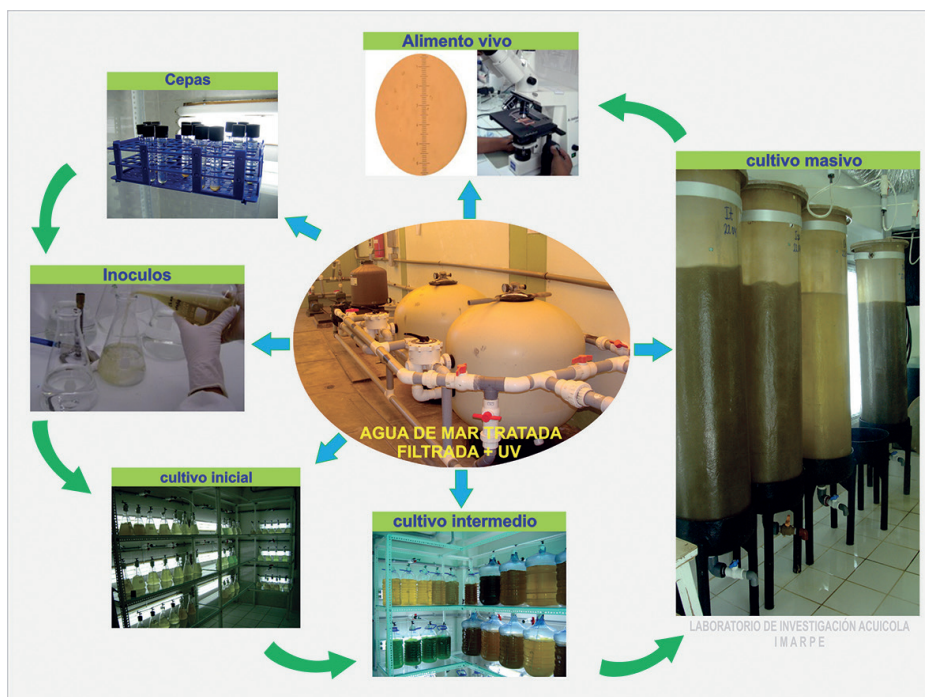 Alimento vivo
Cepas
cultivo masivo
Inoculos
AGUA DE MAR TRATADA
FILTRADA + UV
cultivo inicial
cultivo intermedio
LABORATORIO DE INVESTIGACIÓN ACUICOLA
IMARPE